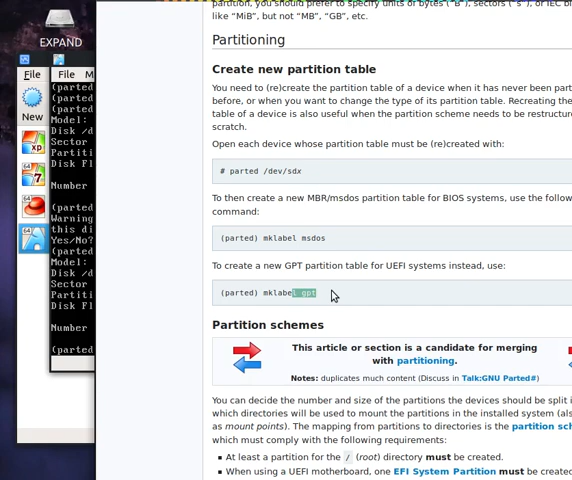 partition, you should prefer to specify units of bytes ("B"), sectors ("s"), or IEC bi
like "MiB", but not "MB", "GB", etc.
EXPAND
Partitioning
File
New
File M
(parted
(parted
(parted
Model:
Disk /d
Sector
Partiti
Disk Fl
Number
(parted
Warning
this di
Yes/No?
(parted
Model:
Disk /d
Sector
Partiti
Disk Fl
Number
(parted
Create new partition table
You need to (re)create the partition table of a device when it has never been part
before, or when you want to change the type of its partition table. Recreating the
table of a device is also useful when the partition scheme needs to be restructure
scratch.
Open each device whose partition table must be (re)created with:
# parted /dev/sdx
To then create a new MBR/msdos partition table for BIOS systems, use the follow
command:
(parted) mklabel msdos
To create a new GPT partition table for UEFI systems instead, use:
(parted) mklabel gpt
Partition schemes
This article or section is a candidate for merging
with partitioning.
Notes: duplicates much content (Discuss in Talk:GNU Parted#)
You can decide the number and size of the partitions the devices should be split i
which directories will be used to mount the partitions in the installed system (als
as mount points). The mapping from partitions to directories is the partition sch
which must comply with the following requirements:
▪ At least a partition for the / (root) directory must be created.
▪ When using a UEFI motherboard, one EFI System Partition must be created
64
xp
64
7
64